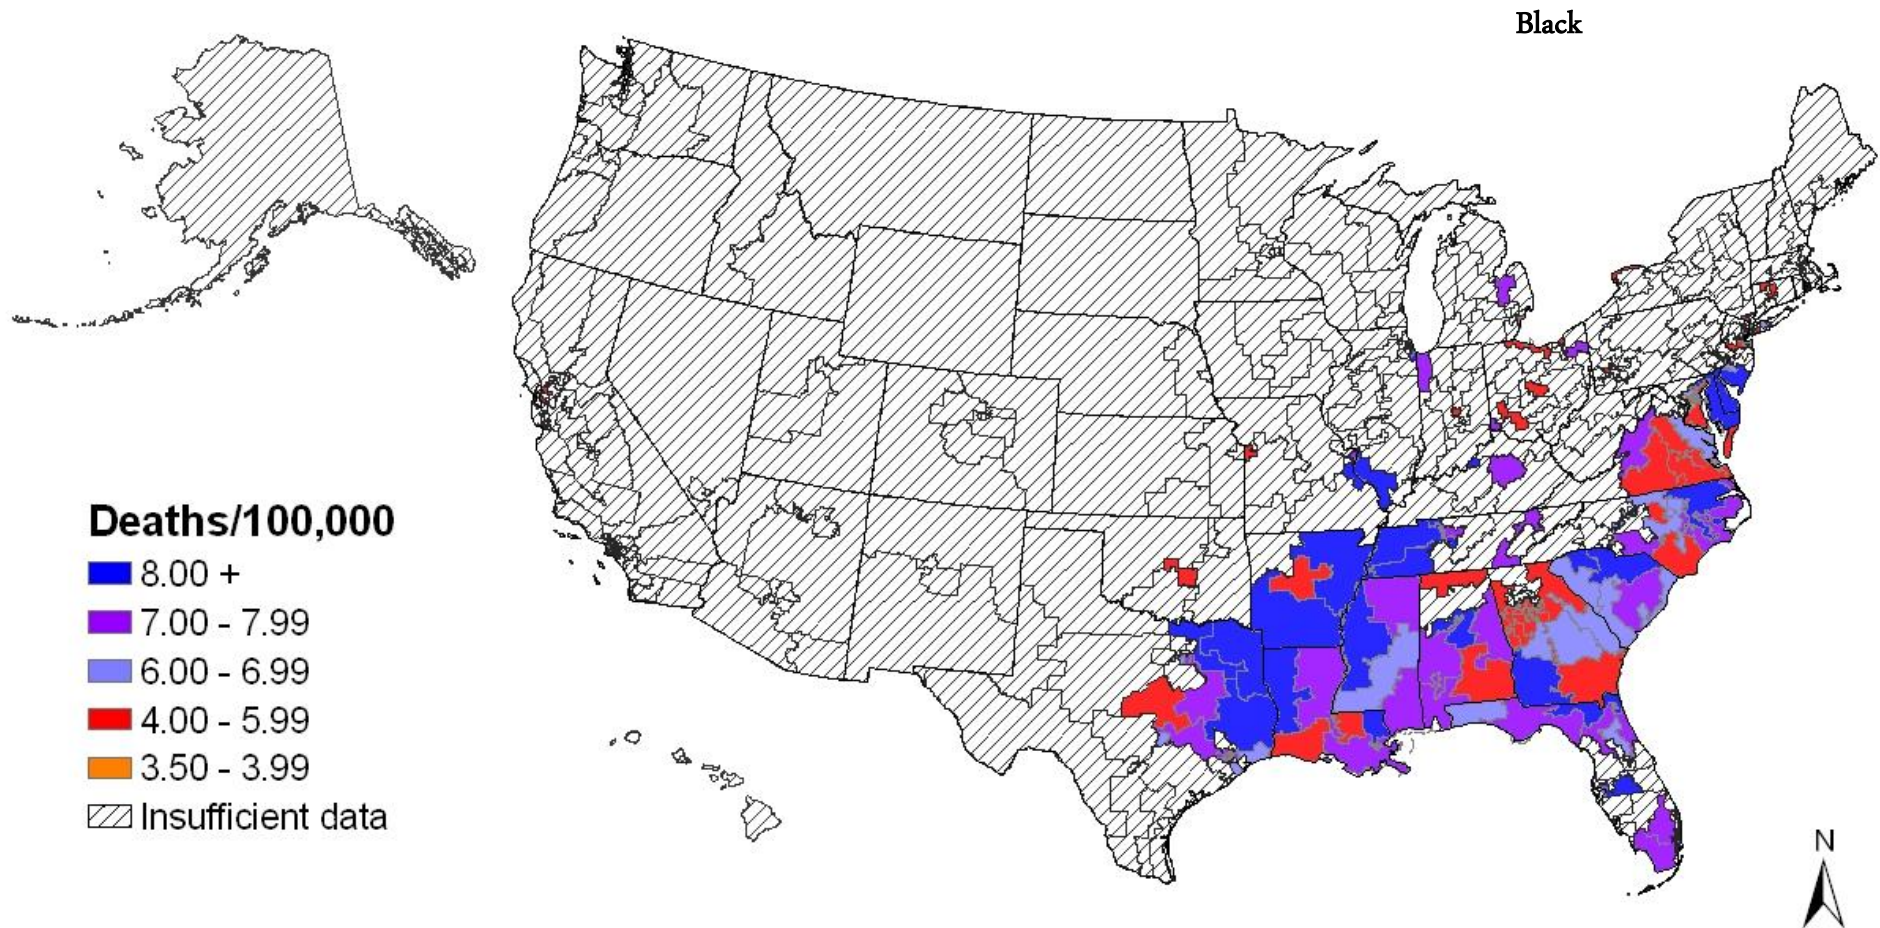 Black
Deaths/100,000
8.00 +
7.00 - 7.99
6.00 - 6.99
4.00 - 5.99
3.50 - 3.99
Insufficient data
N